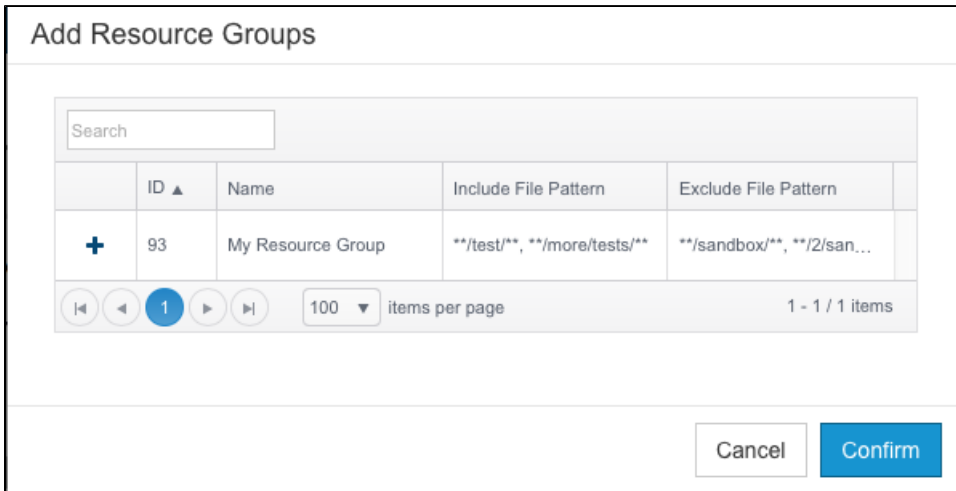 Add Resource Groups
Search
ID ▲ Name Include File Pattern Exclude File Pattern
+ 93 My Resource Group **/test/**, **/more/tests/** **/sandbox/**, **/2/san...
1 100 ▼ items per page 1 - 1 / 1 items
Cancel Confirm